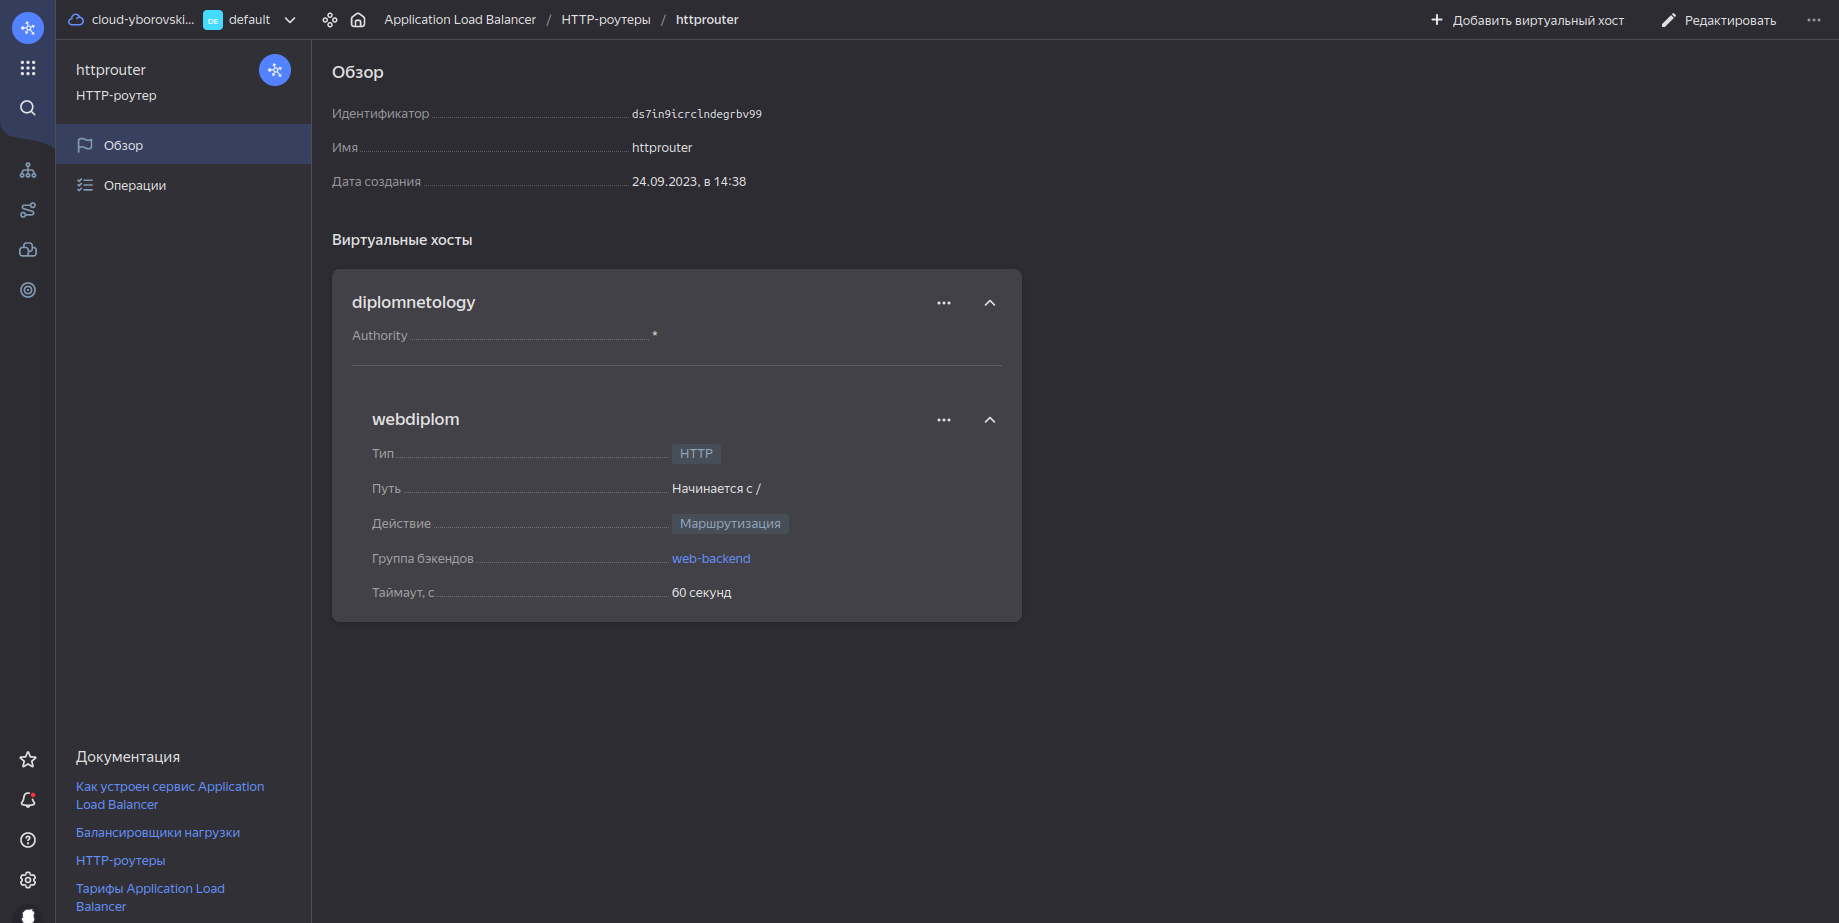 cloud-yborovski... DE default
Application Load Balancer / HTTP-роутеры / httprouter
Добавить виртуальный хост
Редактировать
httprouter
HTTP-роутер
Обзор
Операции
Документация
Как устроен сервис Application
Load Balancer
Балансировщики нагрузки
HTTP-роутеры
Тарифы Application Load
Balancer
Обзор
Идентификатор ds7in9icrclndegrbv99
Имя httprouter
Дата создания 24.09.2023, в 14:38
Виртуальные хосты
diplomnetology
Authority *
webdiplom
Тип HTTP
Путь Начинается с /
Действие Маршрутизация
Группа бэкендов web-backend
Таймаут, с 60 секунд